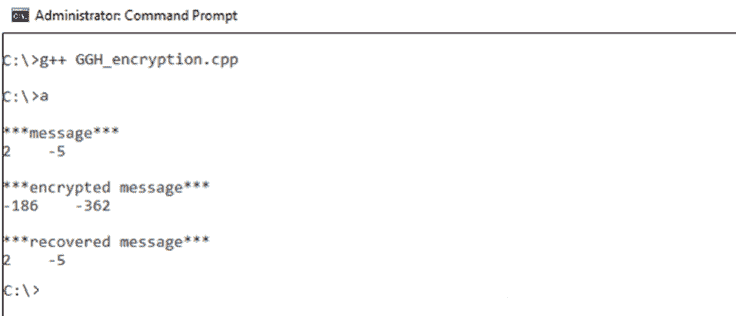 Administrator: Command Prompt
C:\>g++ GGH_encryption.cpp
C:\>a
***message***
2    -5
***encrypted message***
-186    -362
***recovered message***
2    -5
C:\>